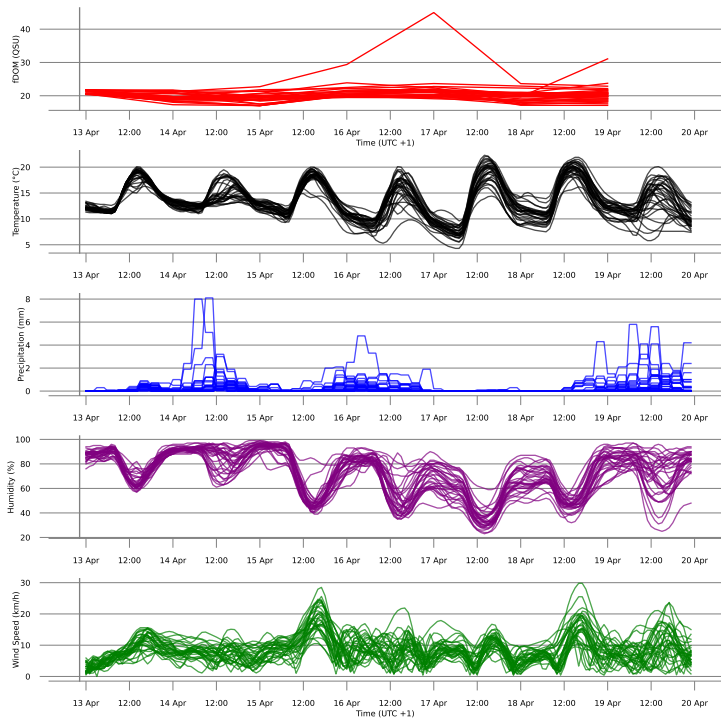 fDOM (QSU)
40
30
20
13 Apr 12:00 14 Apr 12:00 15 Apr 12:00 16 Apr 12:00 17 Apr 12:00 18 Apr 12:00 19 Apr 12:00 20 Apr
Time (UTC +1)
Temperature (°C)
20
15
10
5
13 Apr 12:00 14 Apr 12:00 15 Apr 12:00 16 Apr 12:00 17 Apr 12:00 18 Apr 12:00 19 Apr 12:00 20 Apr
Precipitation (mm)
8
6
4
2
0
13 Apr 12:00 14 Apr 12:00 15 Apr 12:00 16 Apr 12:00 17 Apr 12:00 18 Apr 12:00 19 Apr 12:00 20 Apr
Humidity (%)
100
80
60
40
20
13 Apr 12:00 14 Apr 12:00 15 Apr 12:00 16 Apr 12:00 17 Apr 12:00 18 Apr 12:00 19 Apr 12:00 20 Apr
Wind Speed (km/h)
30
20
10
0
13 Apr 12:00 14 Apr 12:00 15 Apr 12:00 16 Apr 12:00 17 Apr 12:00 18 Apr 12:00 19 Apr 12:00 20 Apr
Time (UTC +1)